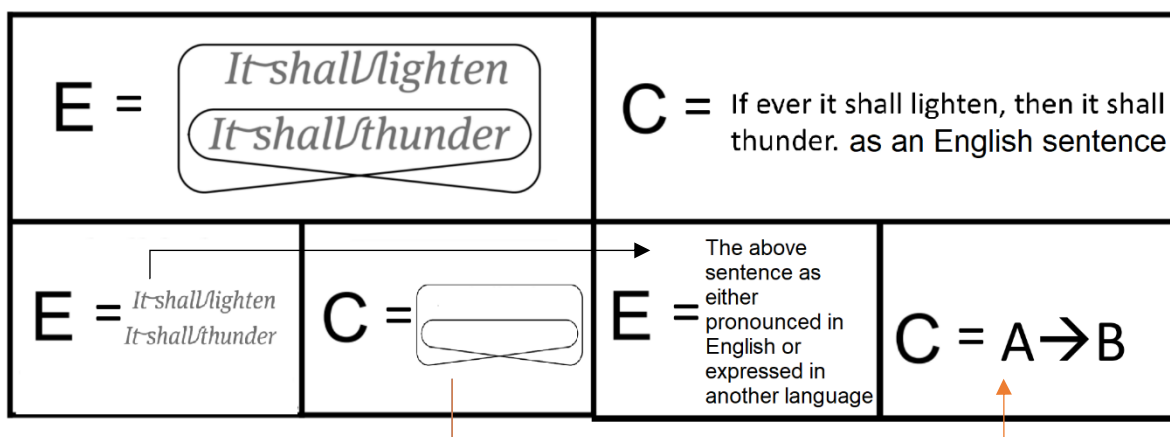 E =
It shall lighten
It shall thunder
C = If ever it shall lighten, then it shall
thunder. as an English sentence
E = It shall lighten
It shall thunder
C =
E =
The above
sentence as
either
pronounced in
English or
expressed in
another language
C = A→B